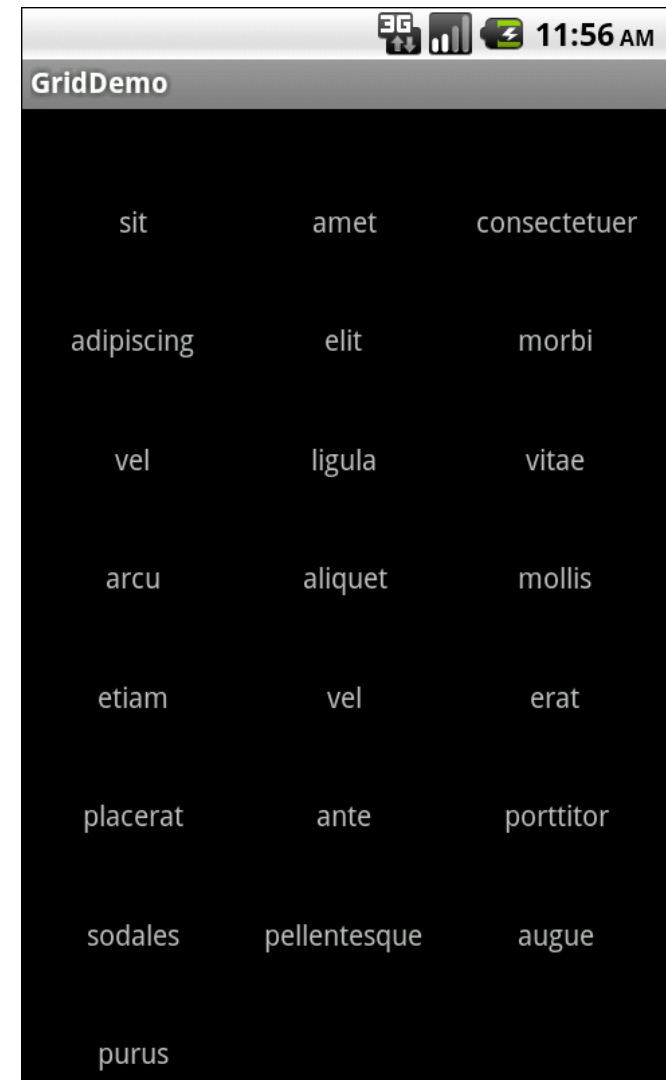 3G 11:56 AM
GridDemo
sit amet consectetuer
adipiscing elit morbi
vel ligula vitae
arcu aliquet mollis
etiam vel erat
placerat ante porttitor
sodales pellentesque augue
purus